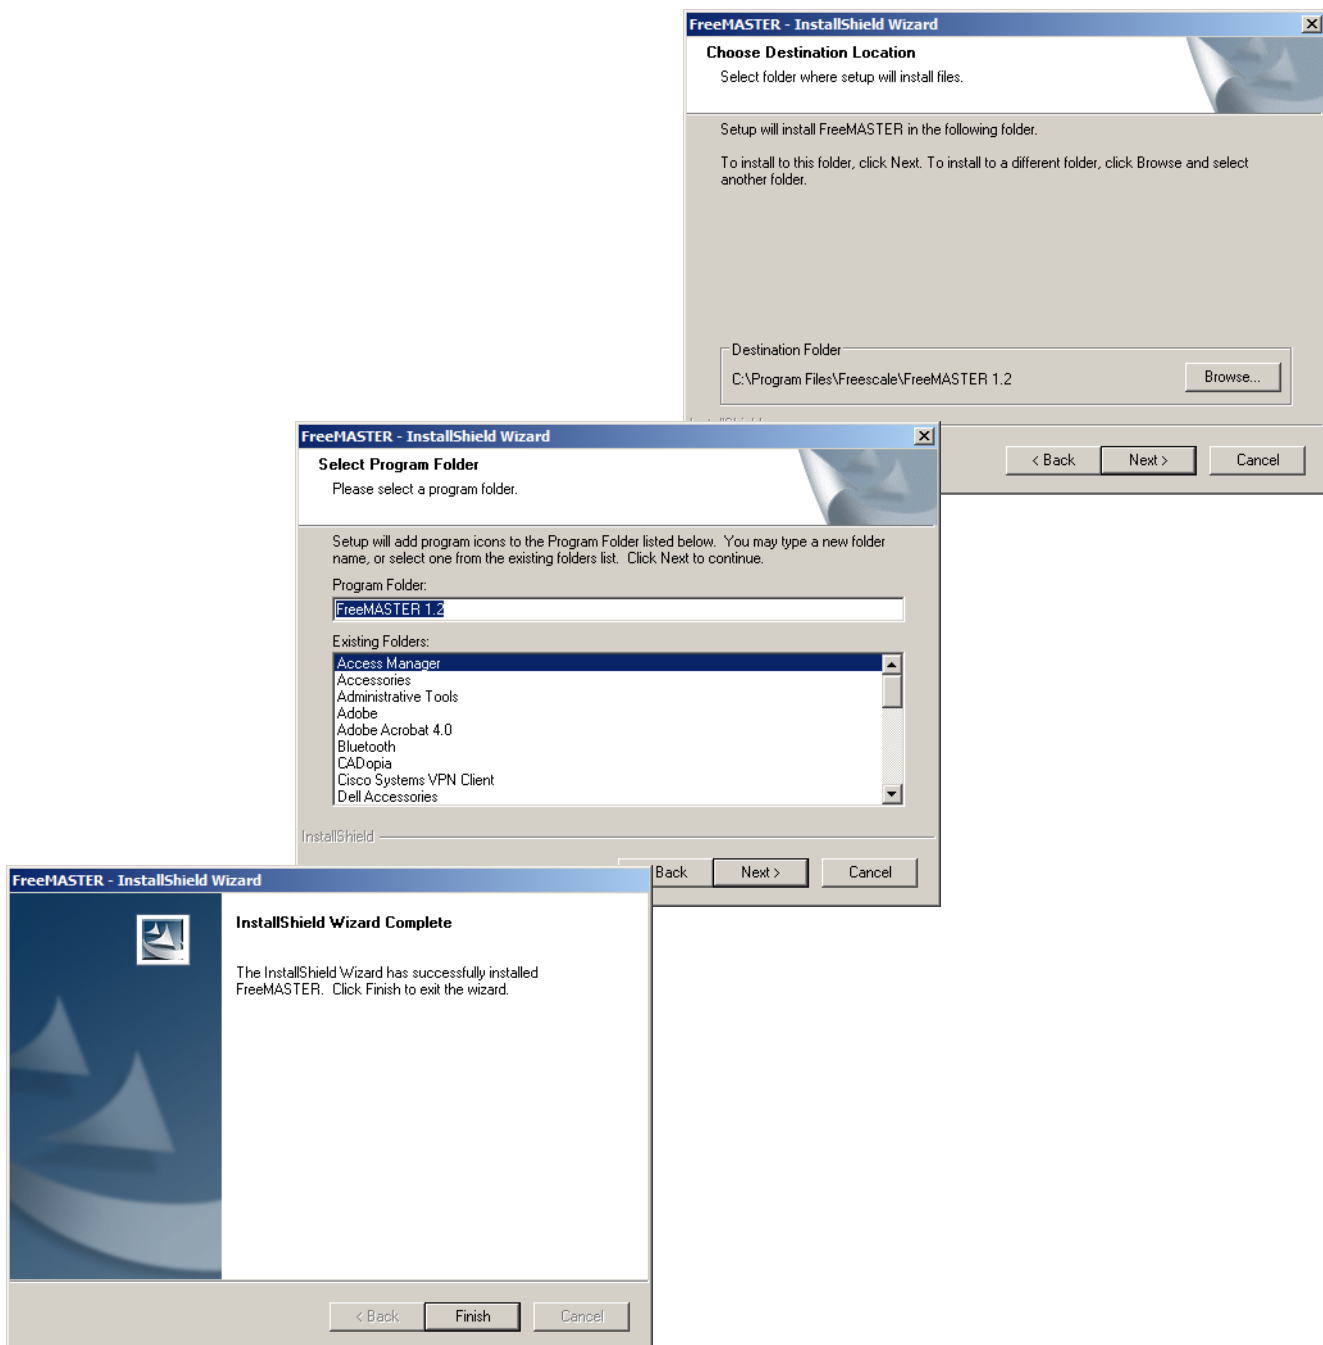 FreeMASTER - InstallShield Wizard
Choose Destination Location
Select folder where setup will install files.
Setup will install FreeMASTER in the following folder.
To install to this folder, click Next. To install to a different folder, click Browse and select
another folder.
Destination Folder
C:\Program Files\Freescale\FreeMASTER 1.2
Browse...
< Back
Next >
Cancel
FreeMASTER - InstallShield Wizard
Select Program Folder
Please select a program folder.
Setup will add program icons to the Program Folder listed below.  You may type a new folder
name, or select one from the existing folders list.  Click Next to continue.
Program Folder:
FreeMASTER 1.2
Existing Folders:
Access Manager
Accessories
Administrative Tools
Adobe
Adobe Acrobat 4.0
Bluetooth
CADopia
Cisco Systems VPN Client
Dell Accessories
InstallShield
Back
Next >
Cancel
FreeMASTER - InstallShield Wizard
InstallShield Wizard Complete
The InstallShield Wizard has successfully installed
FreeMASTER.  Click Finish to exit the wizard.
< Back
Finish
Cancel